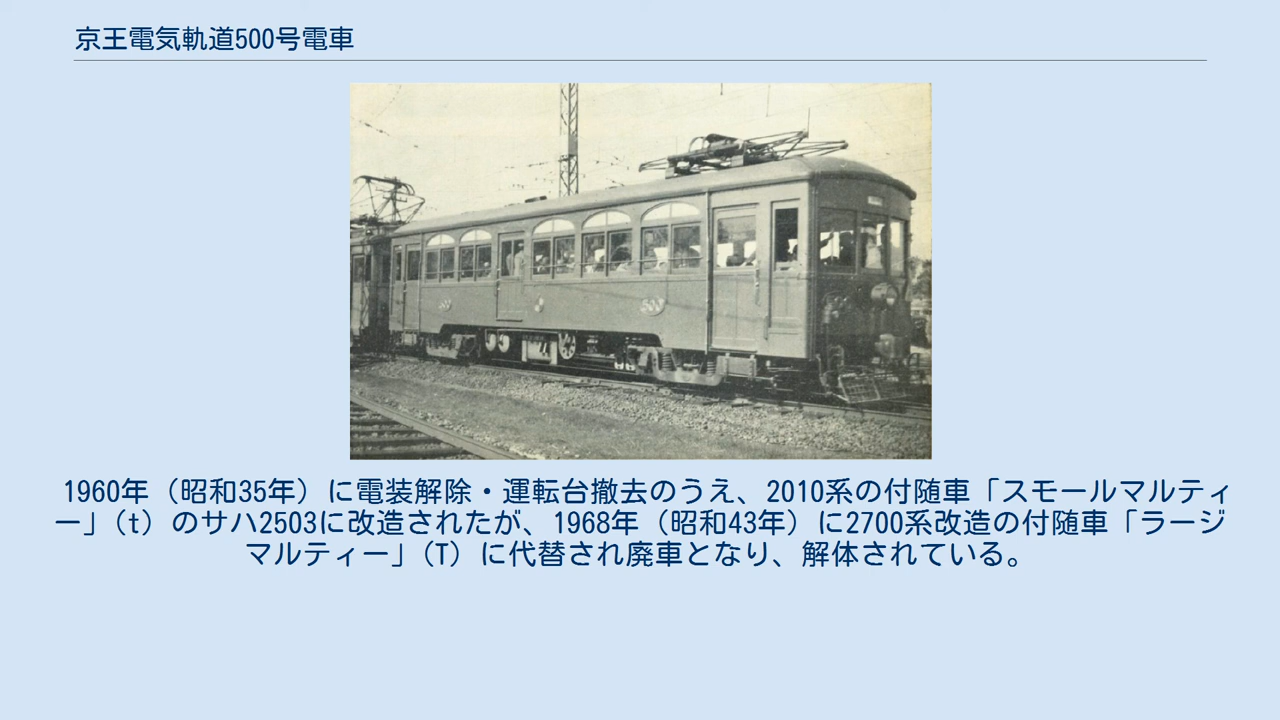 京王電気軌道500号電車
1960年（昭和35年）に電装解除・運転台撤去のうえ、2010系の付随車「スモールマルティ
ー」（t）のサハ2503に改造されたが、1968年（昭和43年）に2700系改造の付随車「ラージ
マルティー」（T）に代替され廃車となり、解体されている。